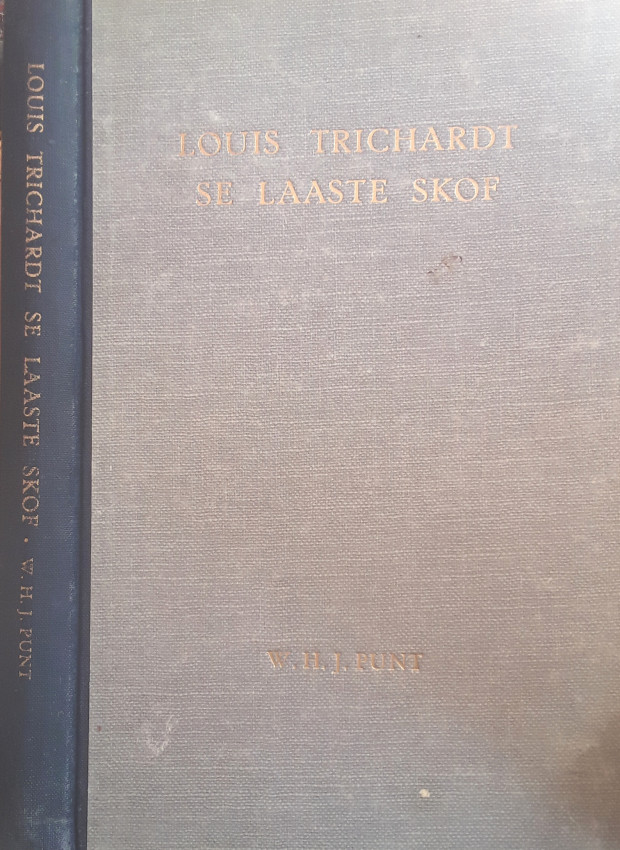 LOUIS TRICHARDT SE LAASTE SKOF · W. H. J. PUNT
LOUIS TRICHARDT
SE LAASTE SKOF
W. H. J. PUNT